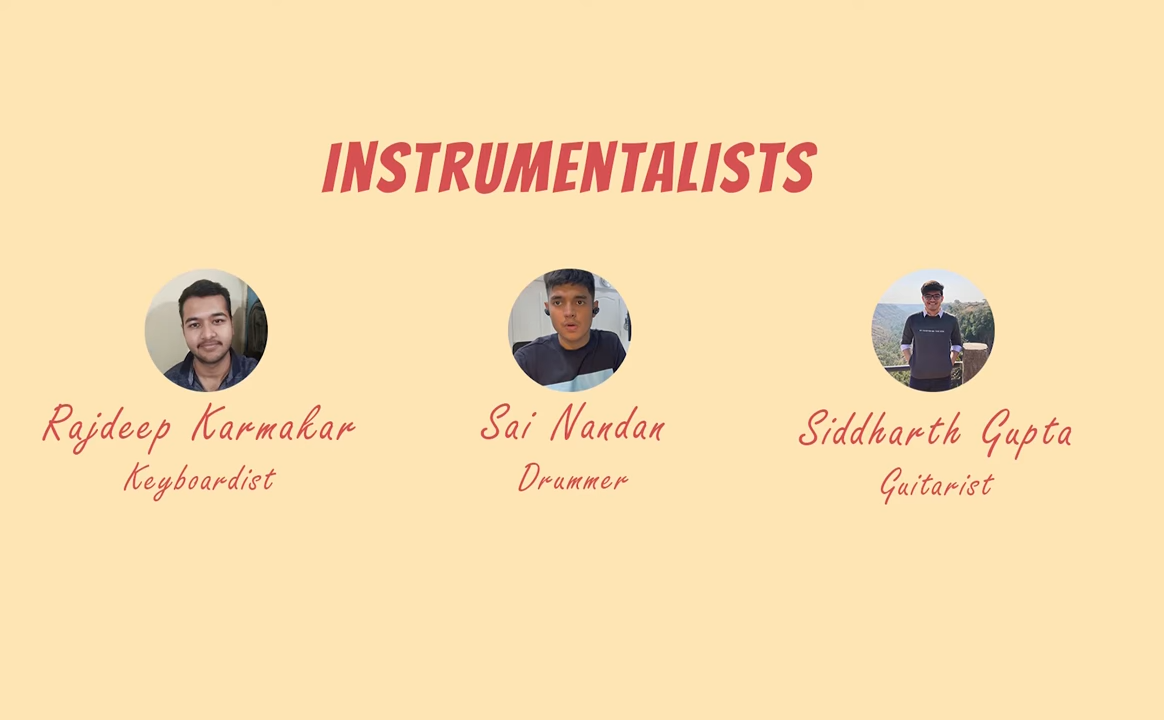 INSTRUMENTALISTS
Rajdeep Karmakar
Keyboardist
Sai Nandan
Drummer
Siddharth Gupta
Guitarist